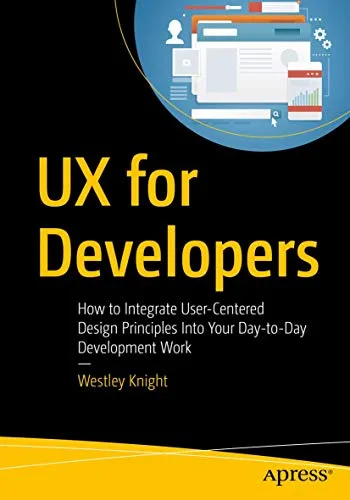 UX for
Developers
How to Integrate User-Centered
Design Principles Into Your Day-to-Day
Development Work
—
Westley Knight
Apress®